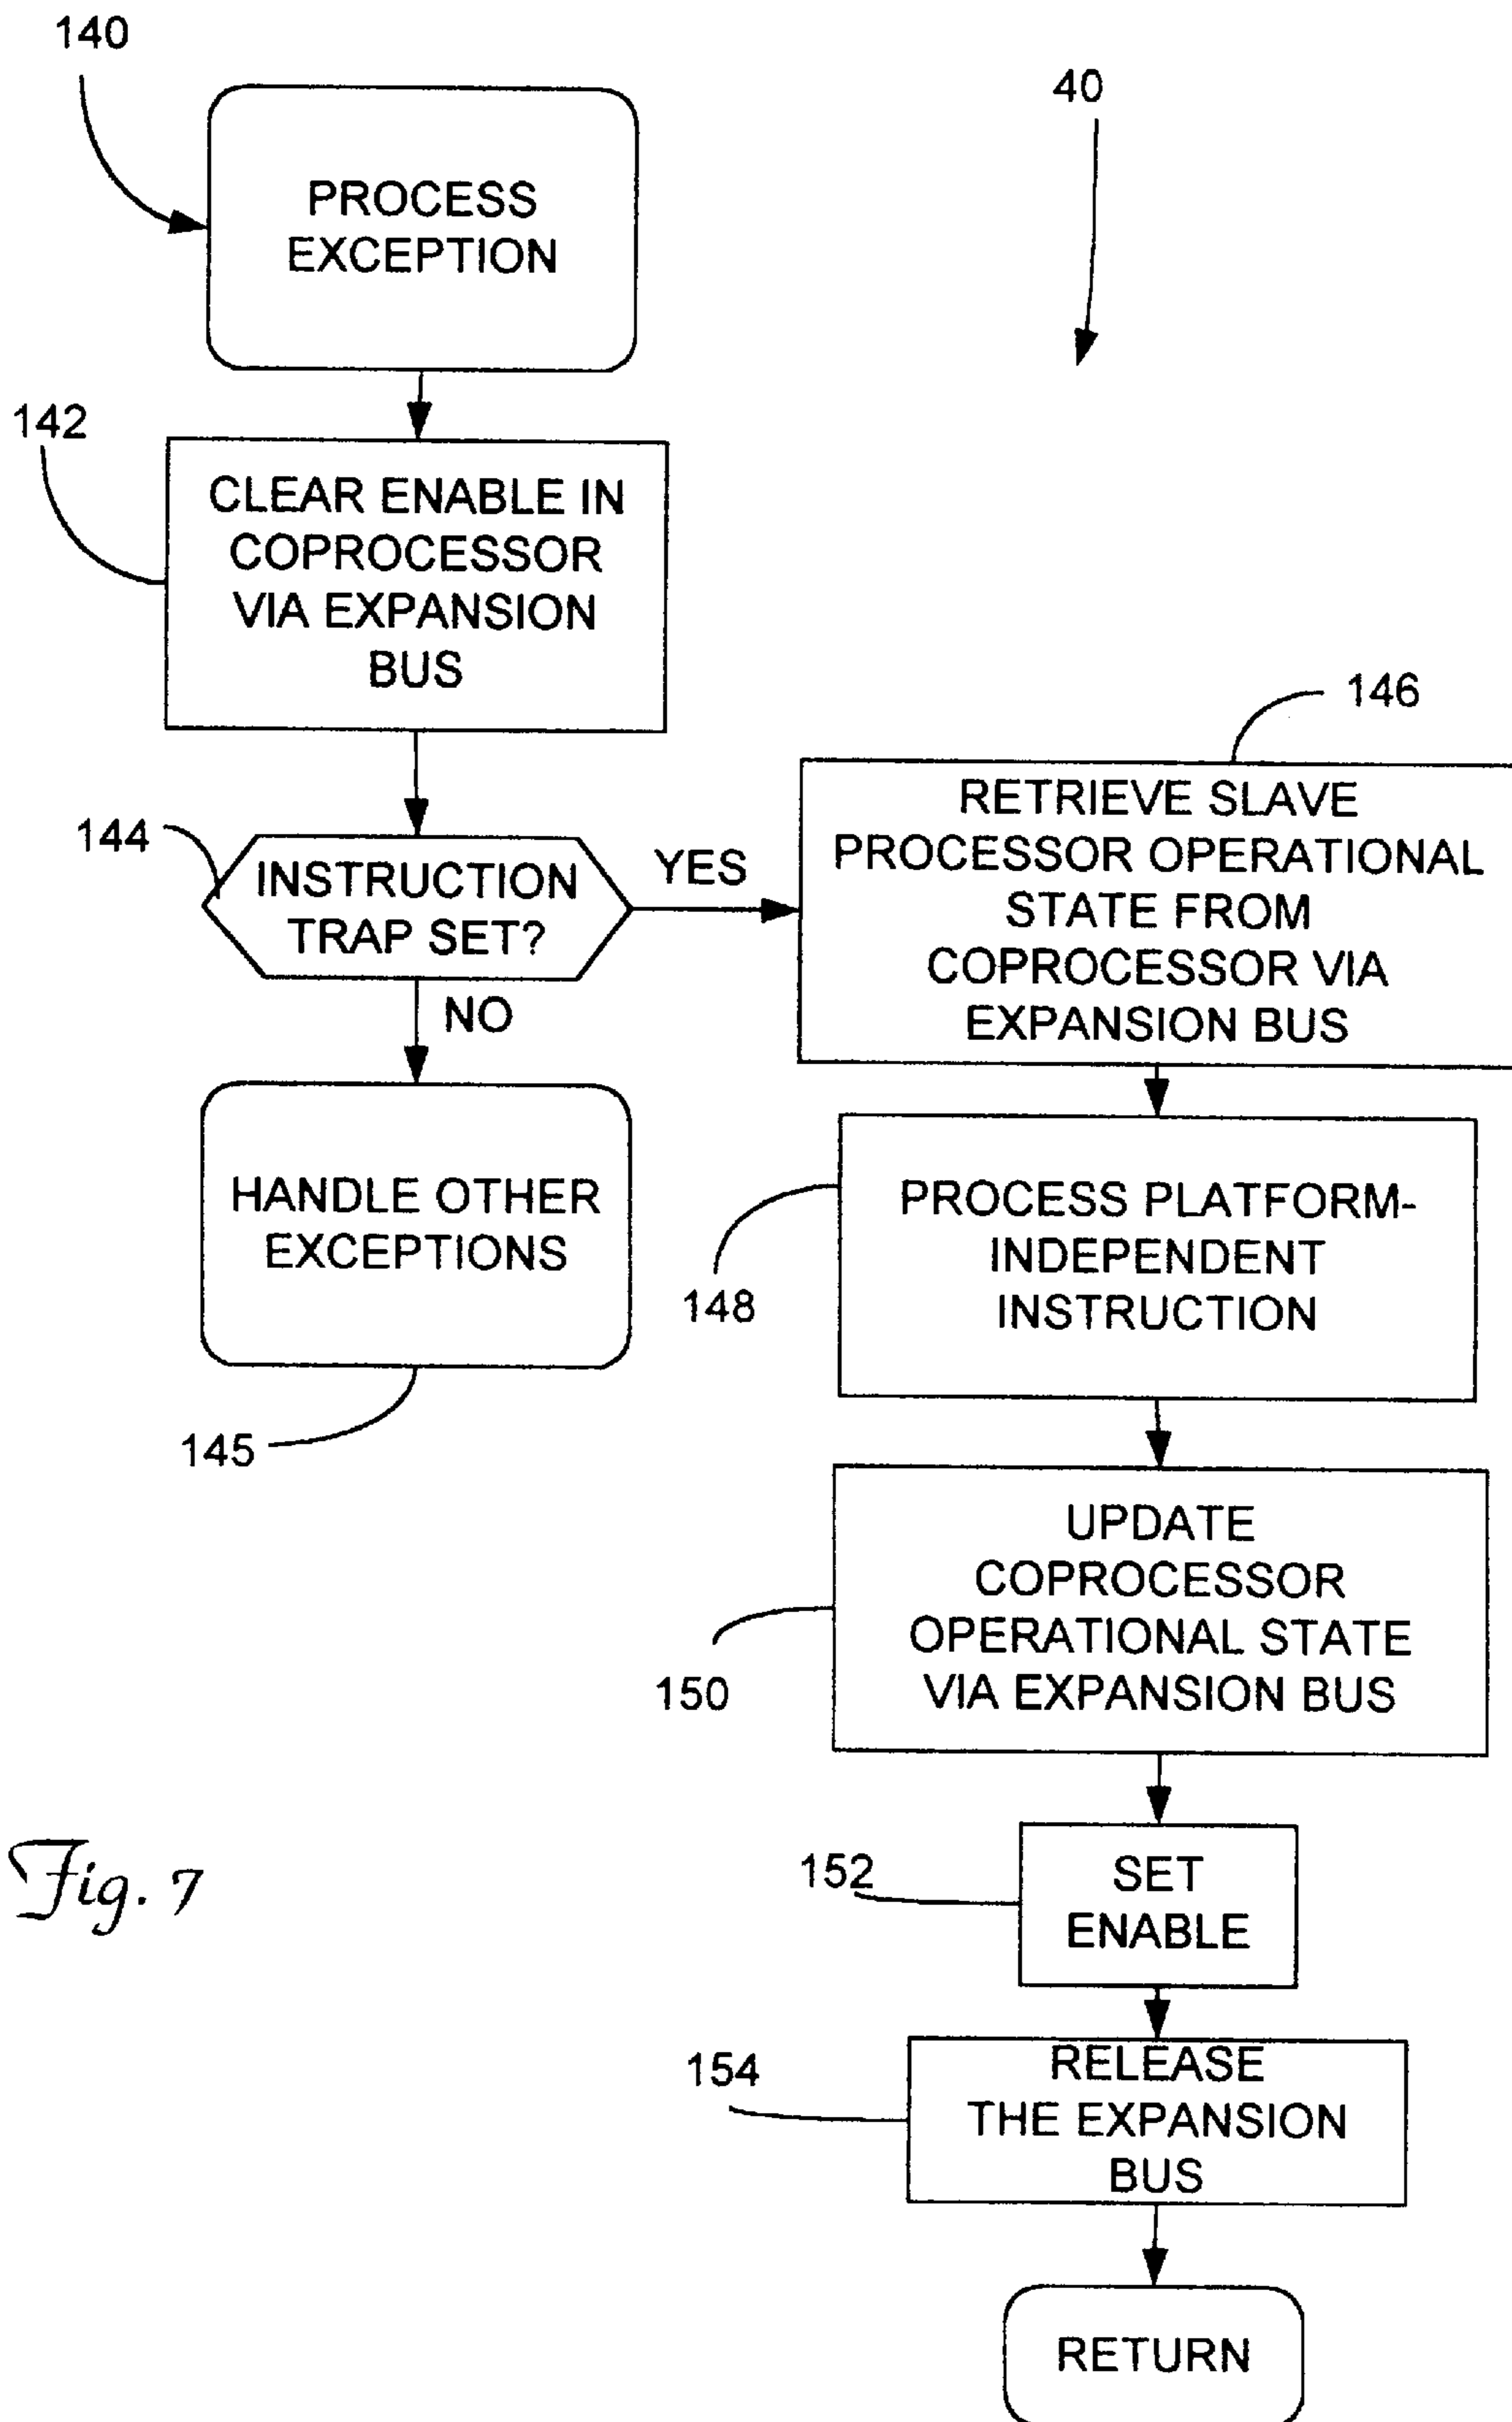 140
40
PROCESS
EXCEPTION
142
CLEAR ENABLE IN
COPROCESSOR
VIA EXPANSION
BUS
146
144
INSTRUCTION
TRAP SET?
YES
NO
RETRIEVE SLAVE
PROCESSOR OPERATIONAL
STATE FROM
COPROCESSOR VIA
EXPANSION BUS
HANDLE OTHER
EXCEPTIONS
145
148
PROCESS PLATFORM-
INDEPENDENT
INSTRUCTION
150
UPDATE
COPROCESSOR
OPERATIONAL STATE
VIA EXPANSION BUS
Fig. 7
152
SET
ENABLE
154
RELEASE
THE EXPANSION
BUS
RETURN